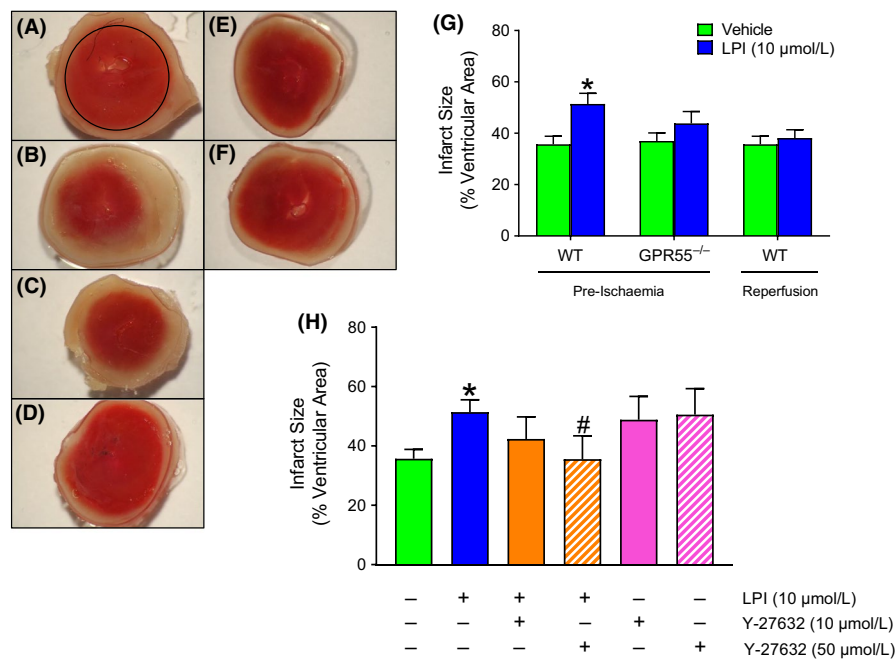 (A)
(E)
(B)
(F)
(C)
(D)
(G)
80
60
40
20
0
Infarct Size
(% Ventricular Area)
Vehicle
LPI (10 µmol/L)
*
WT
GPR55–/–
WT
Pre-Ischaemia
Reperfusion
(H)
80
60
40
20
0
Infarct Size
(% Ventricular Area)
*
#
– + + + – – LPI (10 µmol/L)
– – + – + – Y-27632 (10 µmol/L)
– – – + – + Y-27632 (50 µmol/L)